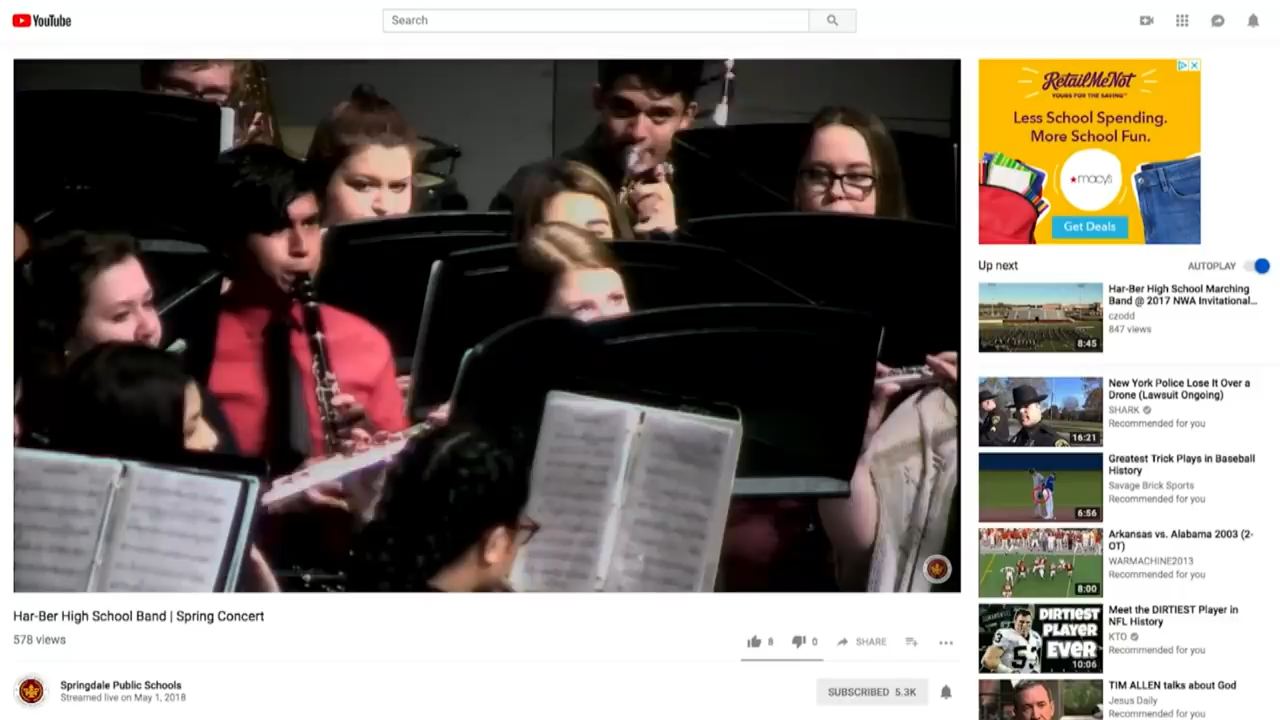 YouTube
Search
RetailMeNot
YOURS FOR THE SAVING™
Less School Spending.
More School Fun.
★macy's
Get Deals
Up next
AUTOPLAY
Har-Ber High School Marching
Band @ 2017 NWA Invitational...
czodd
847 views
8:45
New York Police Lose It Over a
Drone (Lawsuit Ongoing)
SHARK
Recommended for you
16:21
Greatest Trick Plays in Baseball
History
Savage Brick Sports
Recommended for you
6:56
Arkansas vs. Alabama 2003 (2-
OT)
WARMACHINE2013
Recommended for you
8:00
Meet the DIRTIEST Player in
NFL History
KTO
Recommended for you
DIRTIEST
PLAYER
EVER
10:06
TIM ALLEN talks about God
Jesus Daily
Recommended for you
Har-Ber High School Band | Spring Concert
578 views
8
0
SHARE
Springdale Public Schools
Streamed live on May 1, 2018
SUBSCRIBED 5.3K